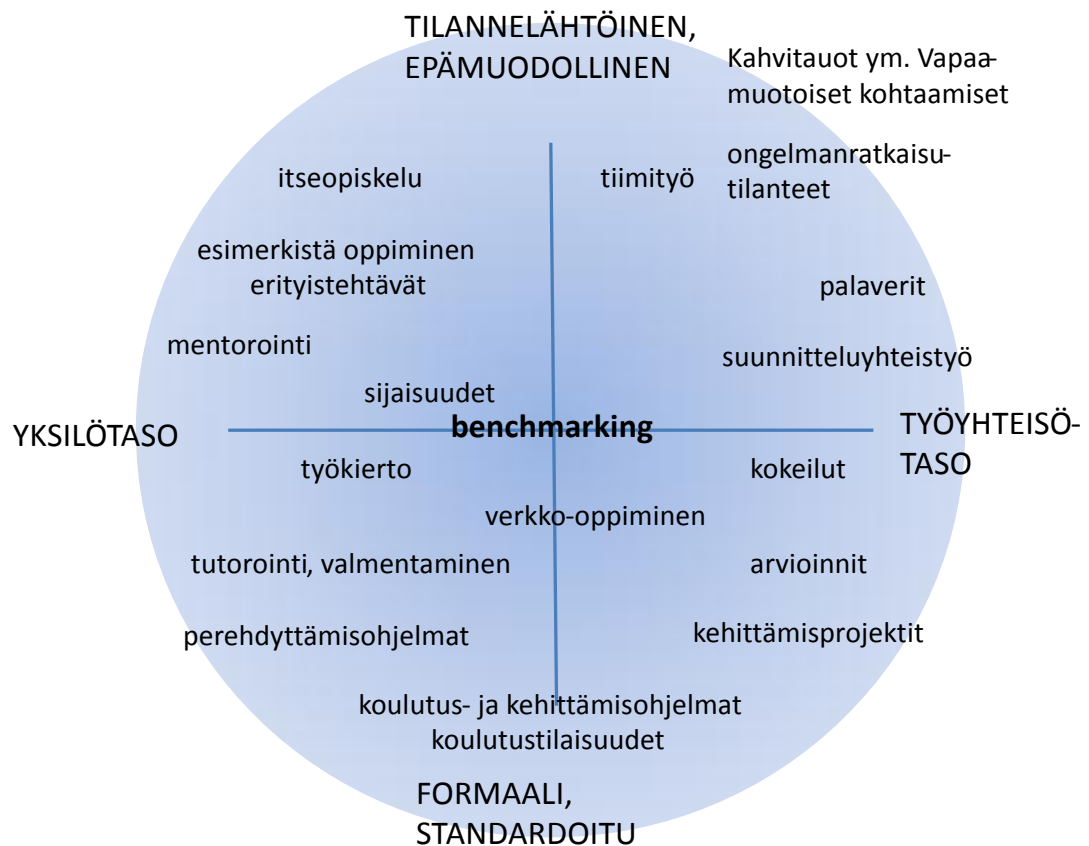 TILANNELÄHTÖINEN,
EPÄMUODOLLINEN
Kahvitauot ym. Vapaa-
muotoiset kohtaamiset
itseopiskelu
tiimityö
ongelmanratkaisu-
tilanteet
esimerkistä oppiminen
erityistehtävät
palaverit
mentorointi
suunnitteluyhteistyö
sijaisuudet
benchmarking
YKSILÖTASO
TYÖYHTEISÖ-
TASO
työkierto
kokeilut
verkko-oppiminen
tutorointi, valmentaminen
arvioinnit
perehdyttämisohjelmat
kehittämisprojektit
koulutus- ja kehittämisohjelmat
koulutustilaisuudet
FORMAALI,
STANDARDOITU